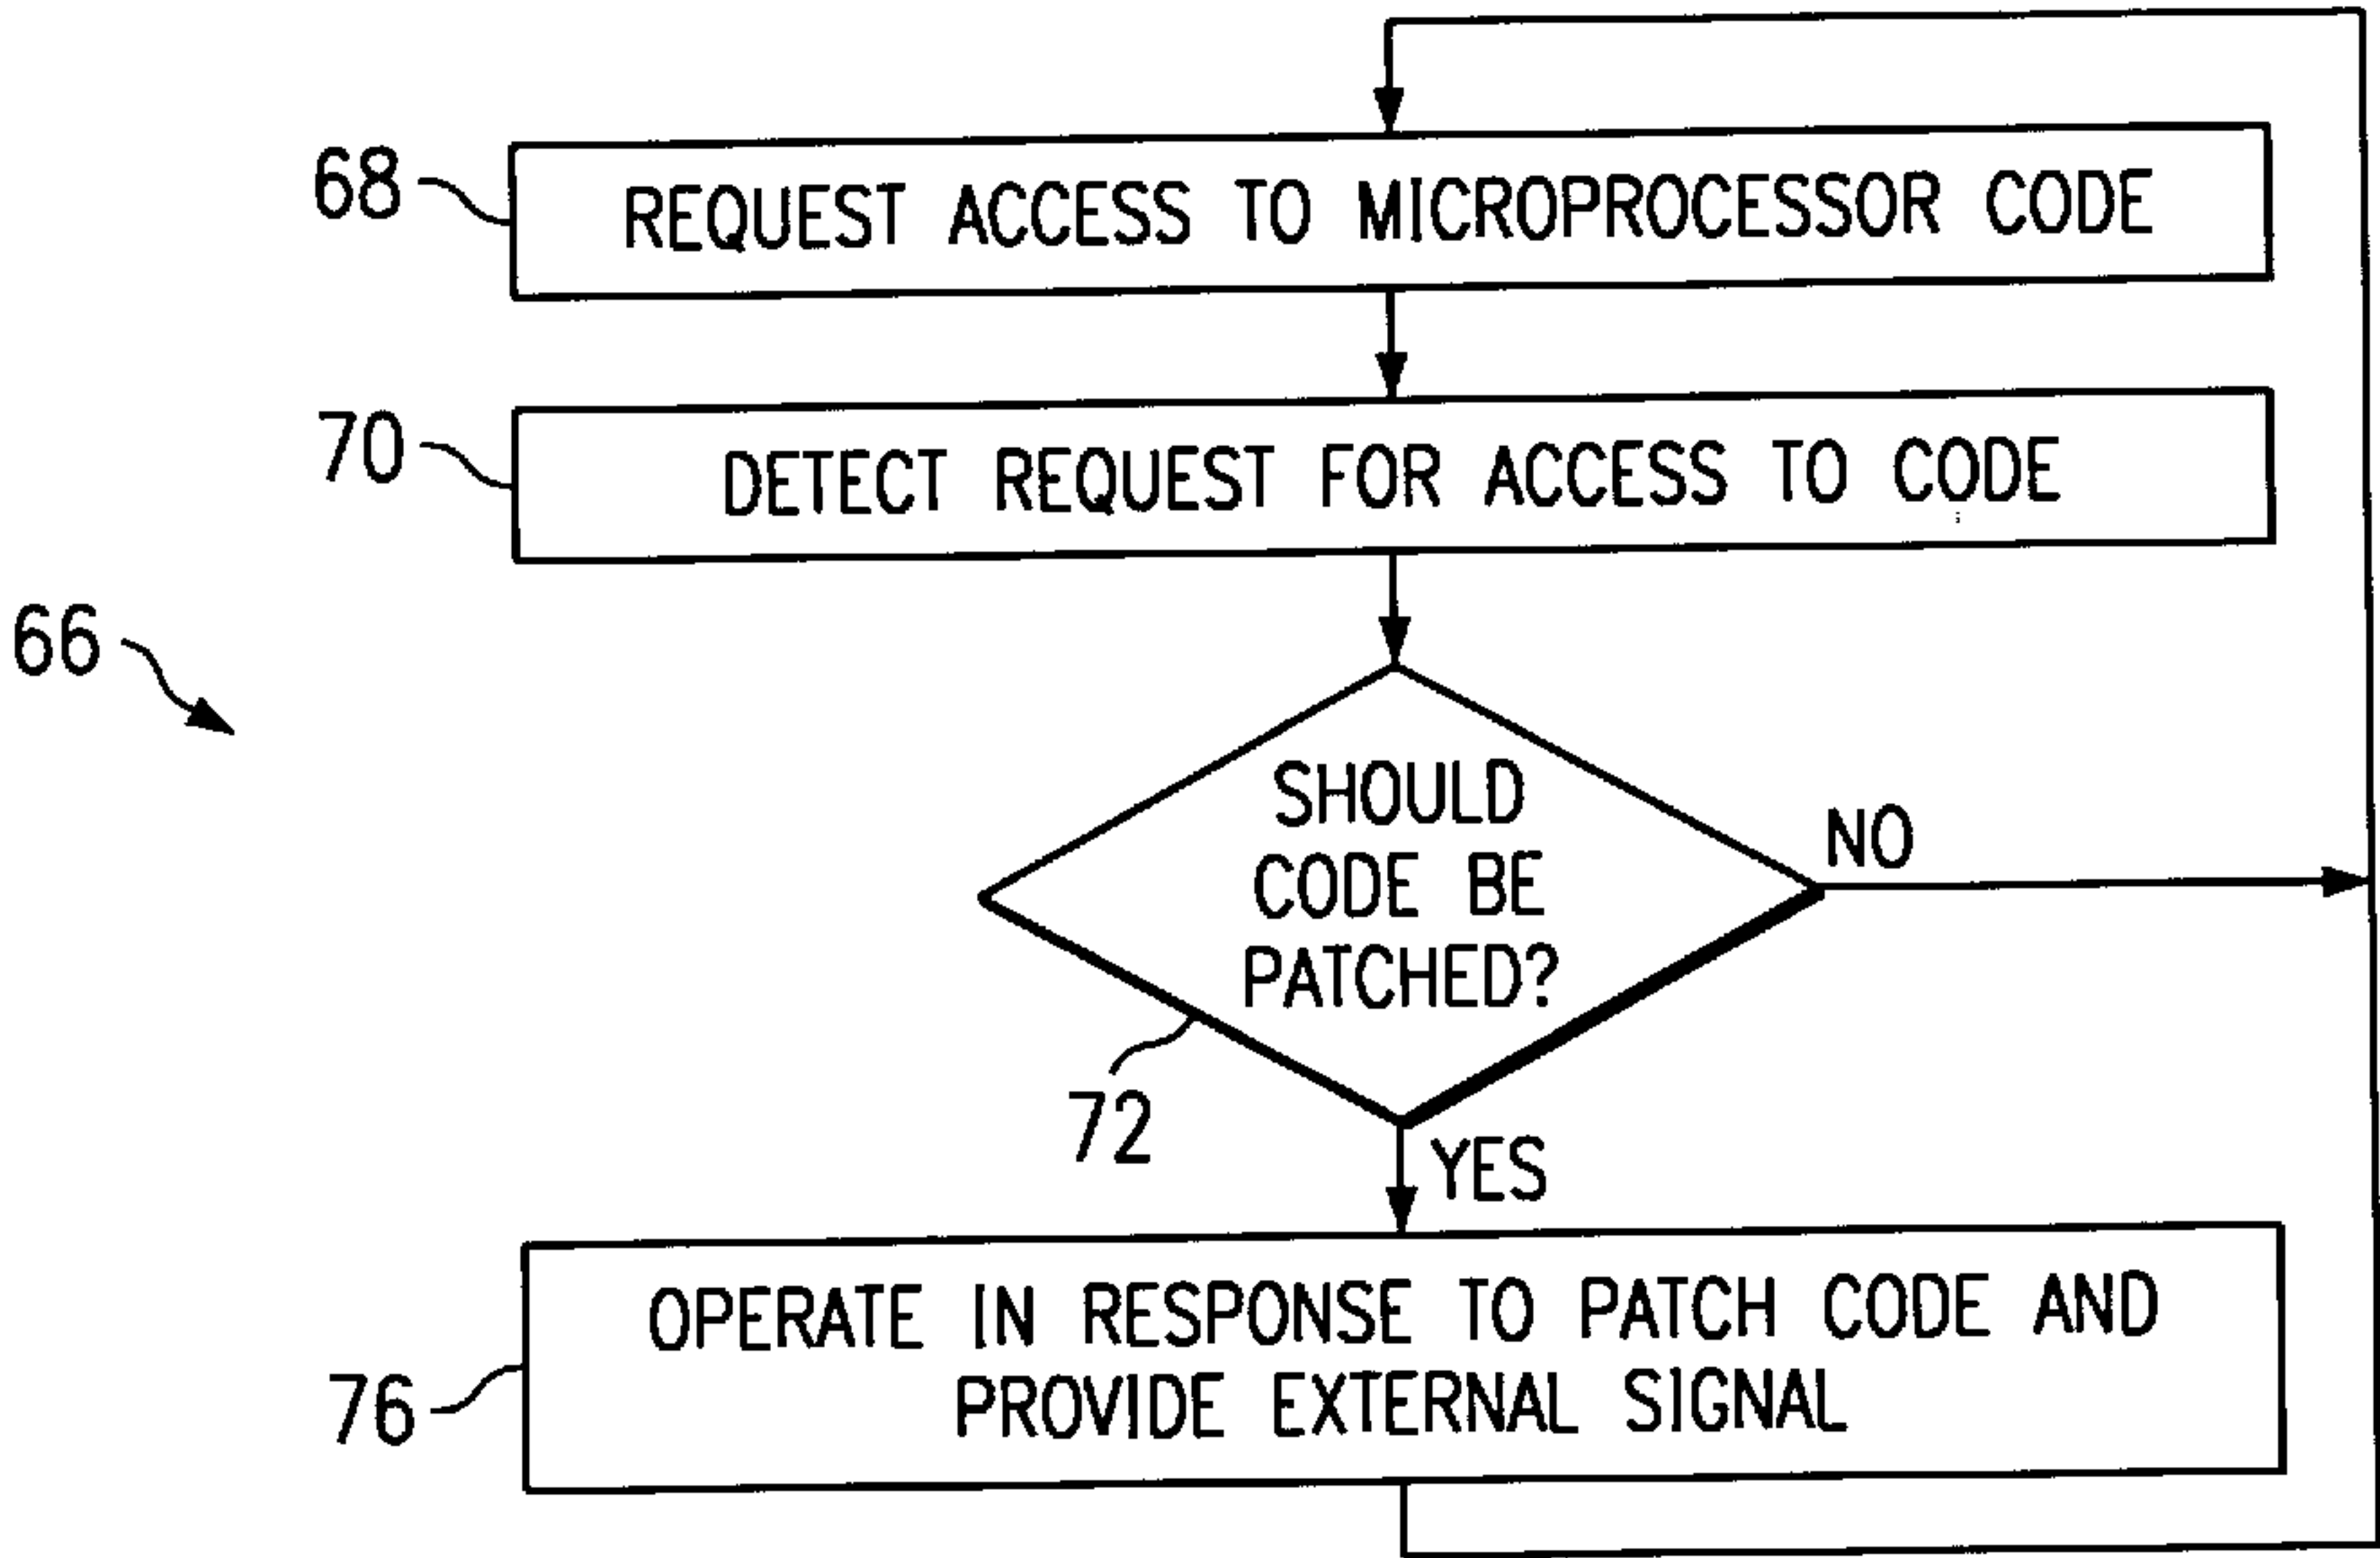 68
REQUEST ACCESS TO MICROPROCESSOR CODE
70
DETECT REQUEST FOR ACCESS TO CODE
66
SHOULD
CODE BE
PATCHED?
NO
72
YES
76
OPERATE IN RESPONSE TO PATCH CODE AND
PROVIDE EXTERNAL SIGNAL